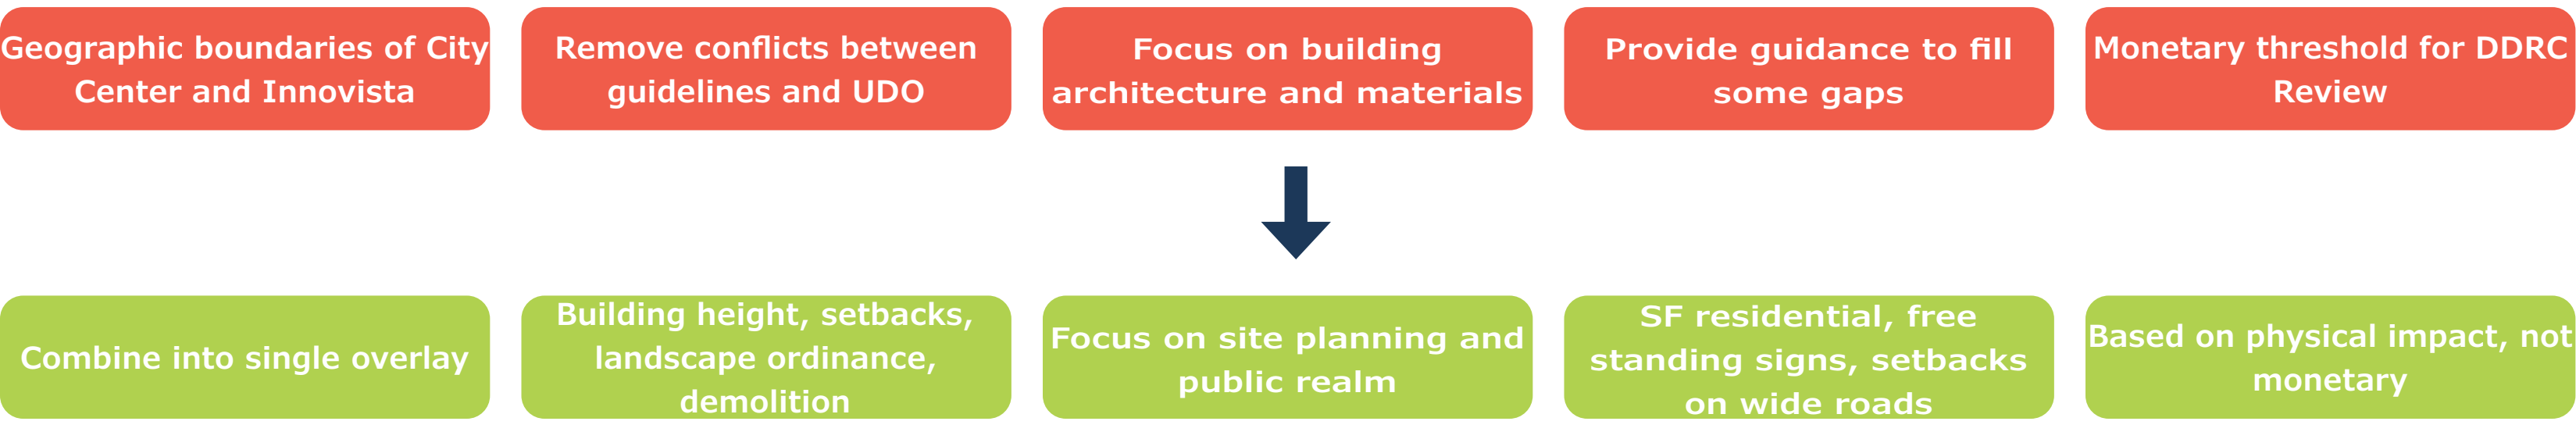 Geographic boundaries of City
Center and Innovista
Remove conflicts between
guidelines and UDO
Focus on building
architecture and materials
Provide guidance to fill
some gaps
Monetary threshold for DDRC
Review
Combine into single overlay
Building height, setbacks,
landscape ordinance,
demolition
Focus on site planning and
public realm
SF residential, free
standing signs, setbacks
on wide roads
Based on physical impact, not
monetary